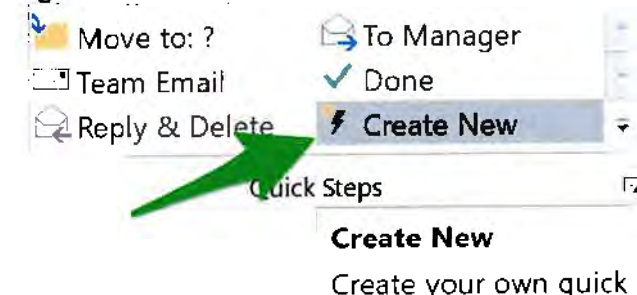 Move to: ?
To Manager
Team Email
Done
Reply & Delete
Create New
Quick Steps
Create New
Create your own quick